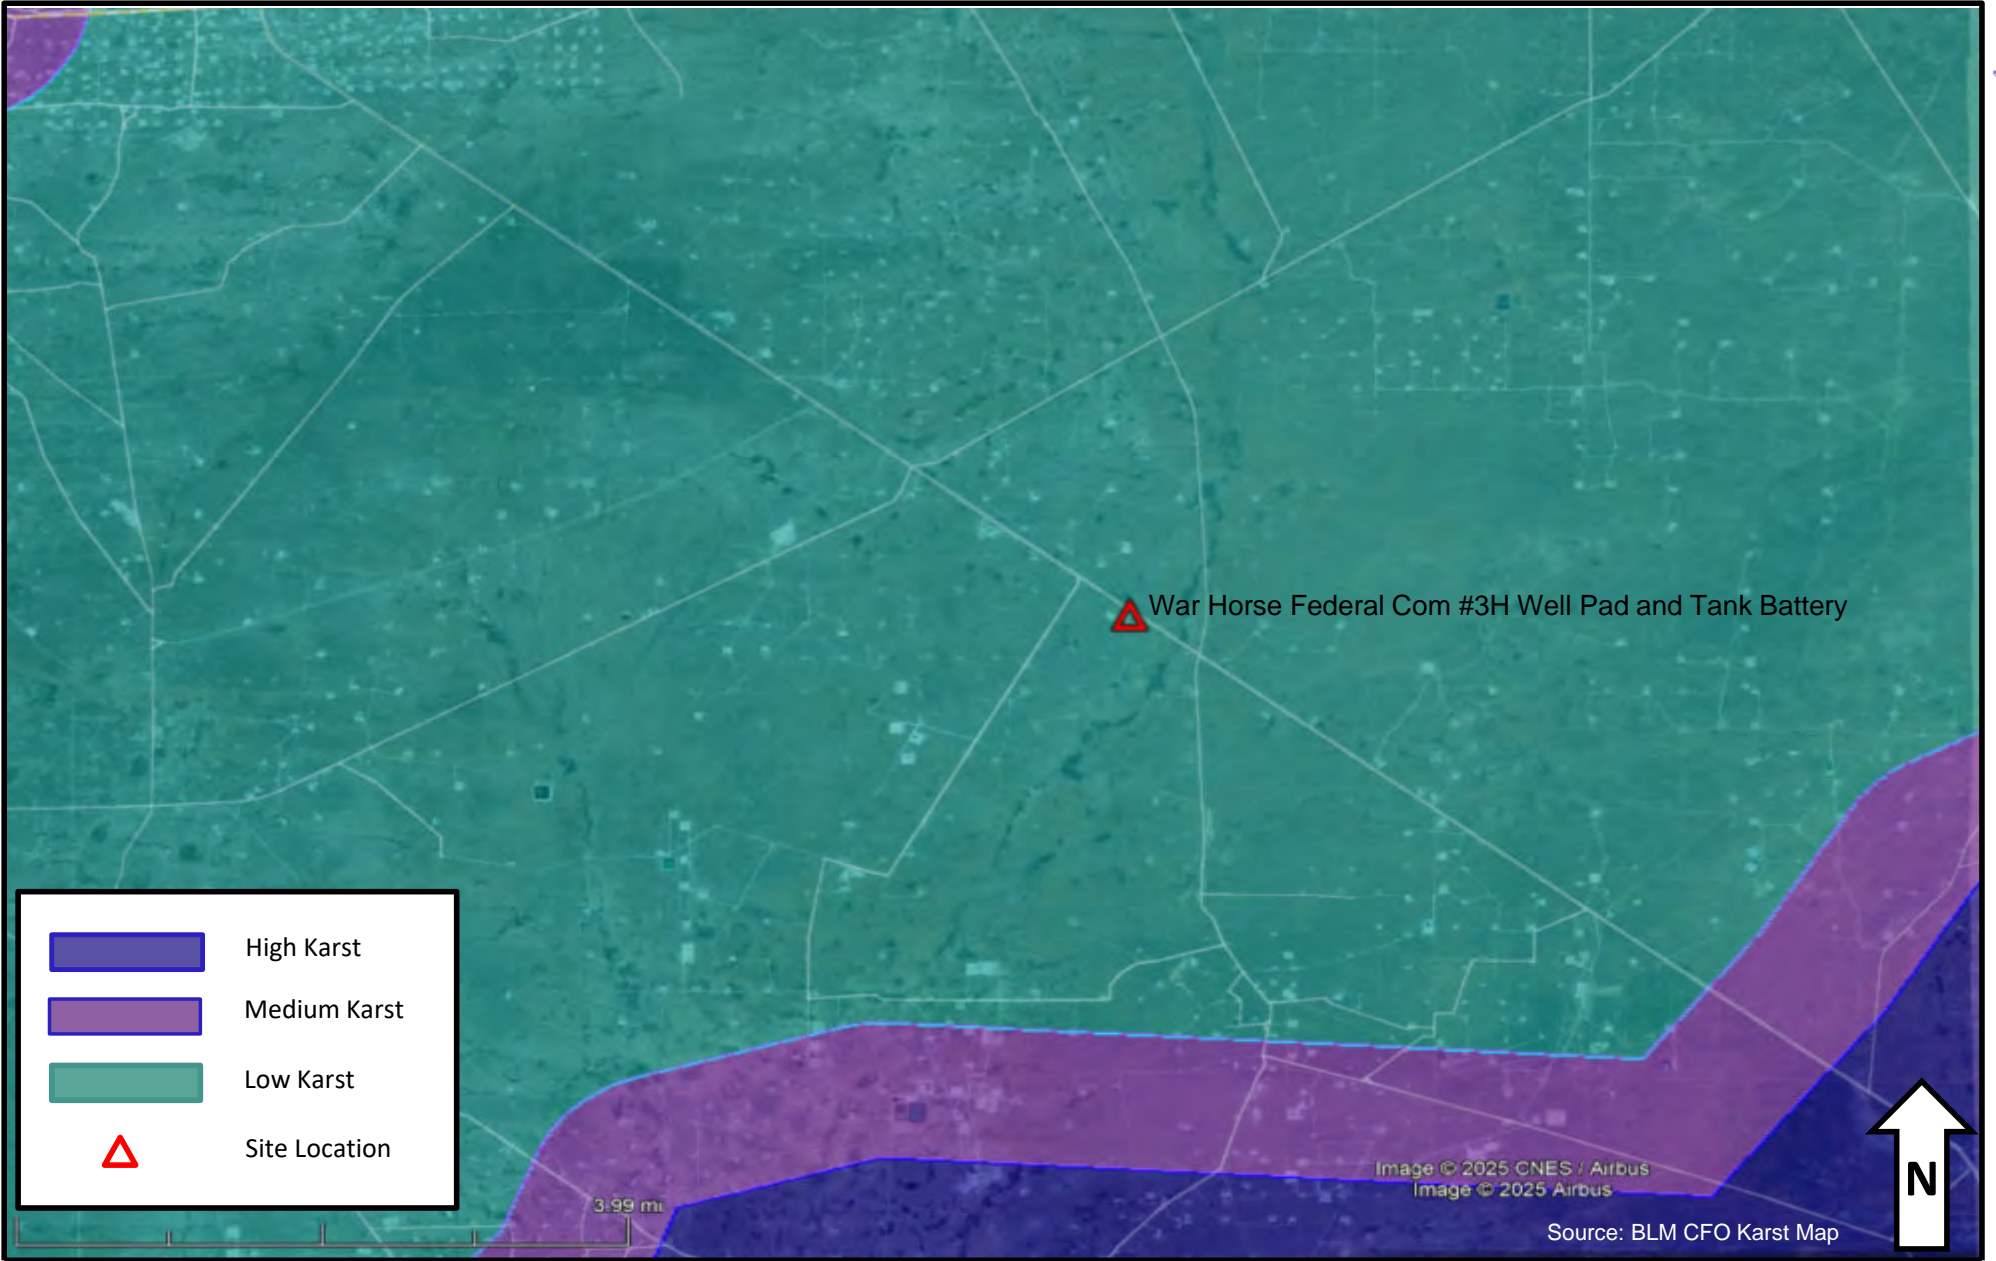 War Horse Federal Com #3H Well Pad and Tank Battery
High Karst
Medium Karst
Low Karst
Site Location
3.99 mi
Image © 2025 CNES / Airbus
Image © 2025 Airbus
Source: BLM CFO Karst Map
N